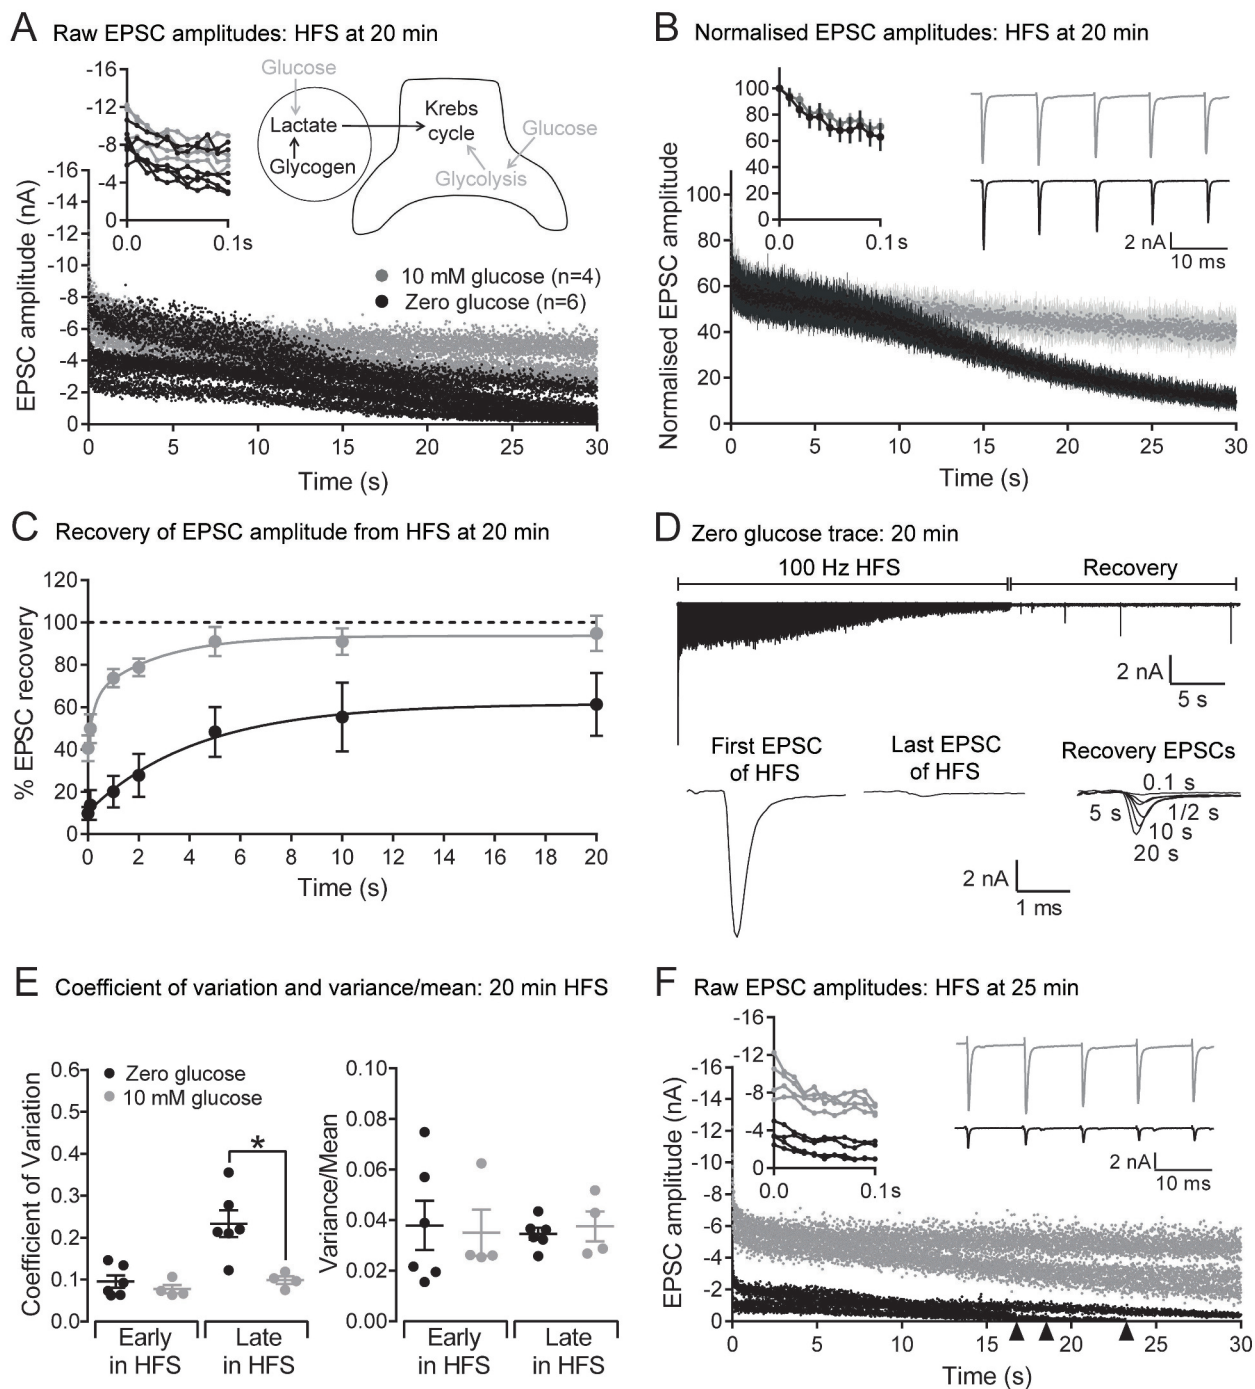 A Raw EPSC amplitudes: HFS at 20 min
-16
-12
-8
-4
0
0.0 0.1s
Glucose
Lactate
Glycogen
Krebs
cycle
Glucose
Glycolysis
EPSC amplitude (nA)
-16
-14
-12
-10
-8
-6
-4
-2
0
10 mM glucose (n=4)
Zero glucose (n=6)
0 5 10 15 20 25 30
Time (s)
B Normalised EPSC amplitudes: HFS at 20 min
100
80
60
40
20
0
0.0 0.1s
2 nA
10 ms
Normalised EPSC amplitude
100
80
60
40
20
0
0 5 10 15 20 25 30
Time (s)
C Recovery of EPSC amplitude from HFS at 20 min
% EPSC recovery
120
100
80
60
40
20
0
0 2 4 6 8 10 12 14 16 18 20
Time (s)
D Zero glucose trace: 20 min
100 Hz HFS Recovery
2 nA
5 s
First EPSC
of HFS
Last EPSC
of HFS
Recovery EPSCs
0.1 s
5 s 1/2 s
10 s
20 s
2 nA
1 ms
E Coefficient of variation and variance/mean: 20 min HFS
Coefficient of Variation
0.6
0.5
0.4
0.3
0.2
0.1
0.0
Zero glucose
10 mM glucose
*
Early
in HFS
Late
in HFS
Variance/Mean
0.10
0.08
0.06
0.04
0.02
0.00
Early
in HFS
Late
in HFS
F Raw EPSC amplitudes: HFS at 25 min
-16
-12
-8
-4
0
0.0 0.1s
2 nA
10 ms
EPSC amplitude (nA)
-16
-14
-12
-10
-8
-6
-4
-2
0
0 5 10 15 20 25 30
Time (s)